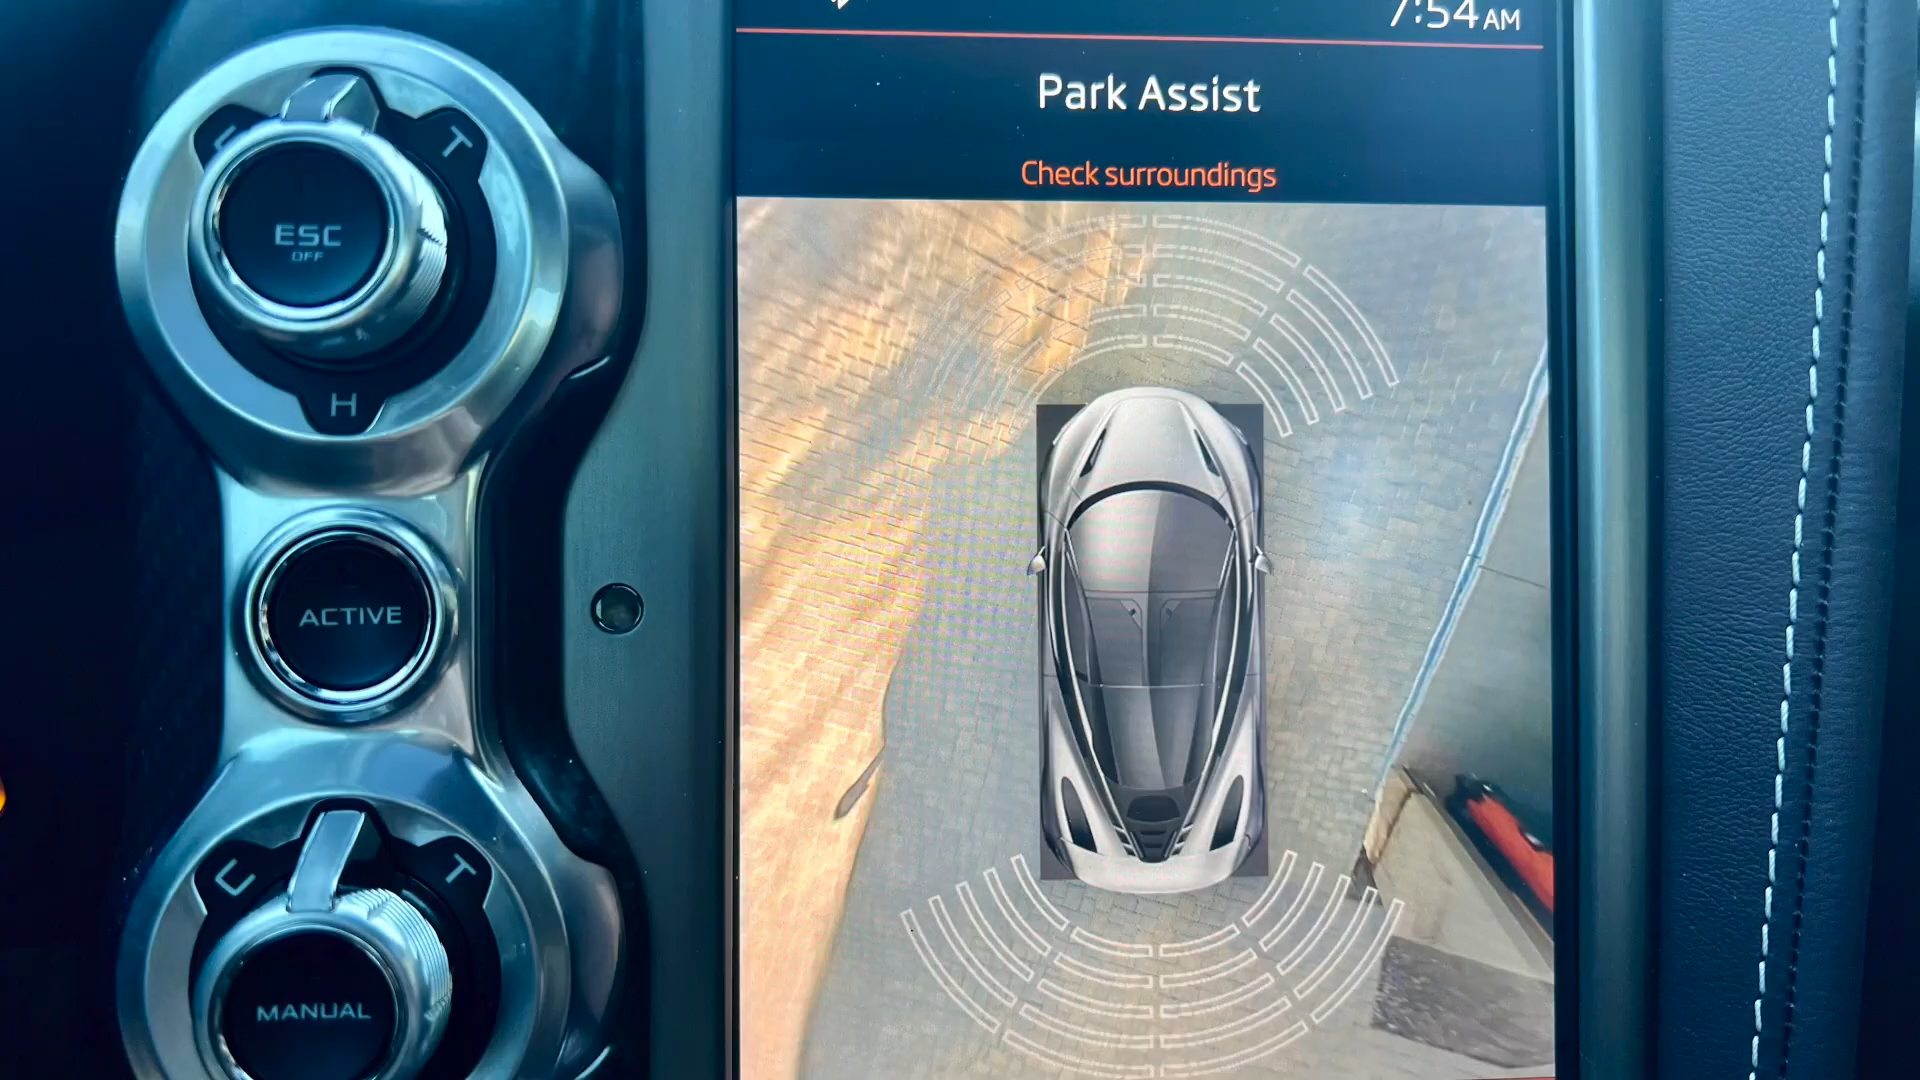 7:54 AM
Park Assist
Check surroundings
T
ESC
OFF
H
ACTIVE
C
T
MANUAL